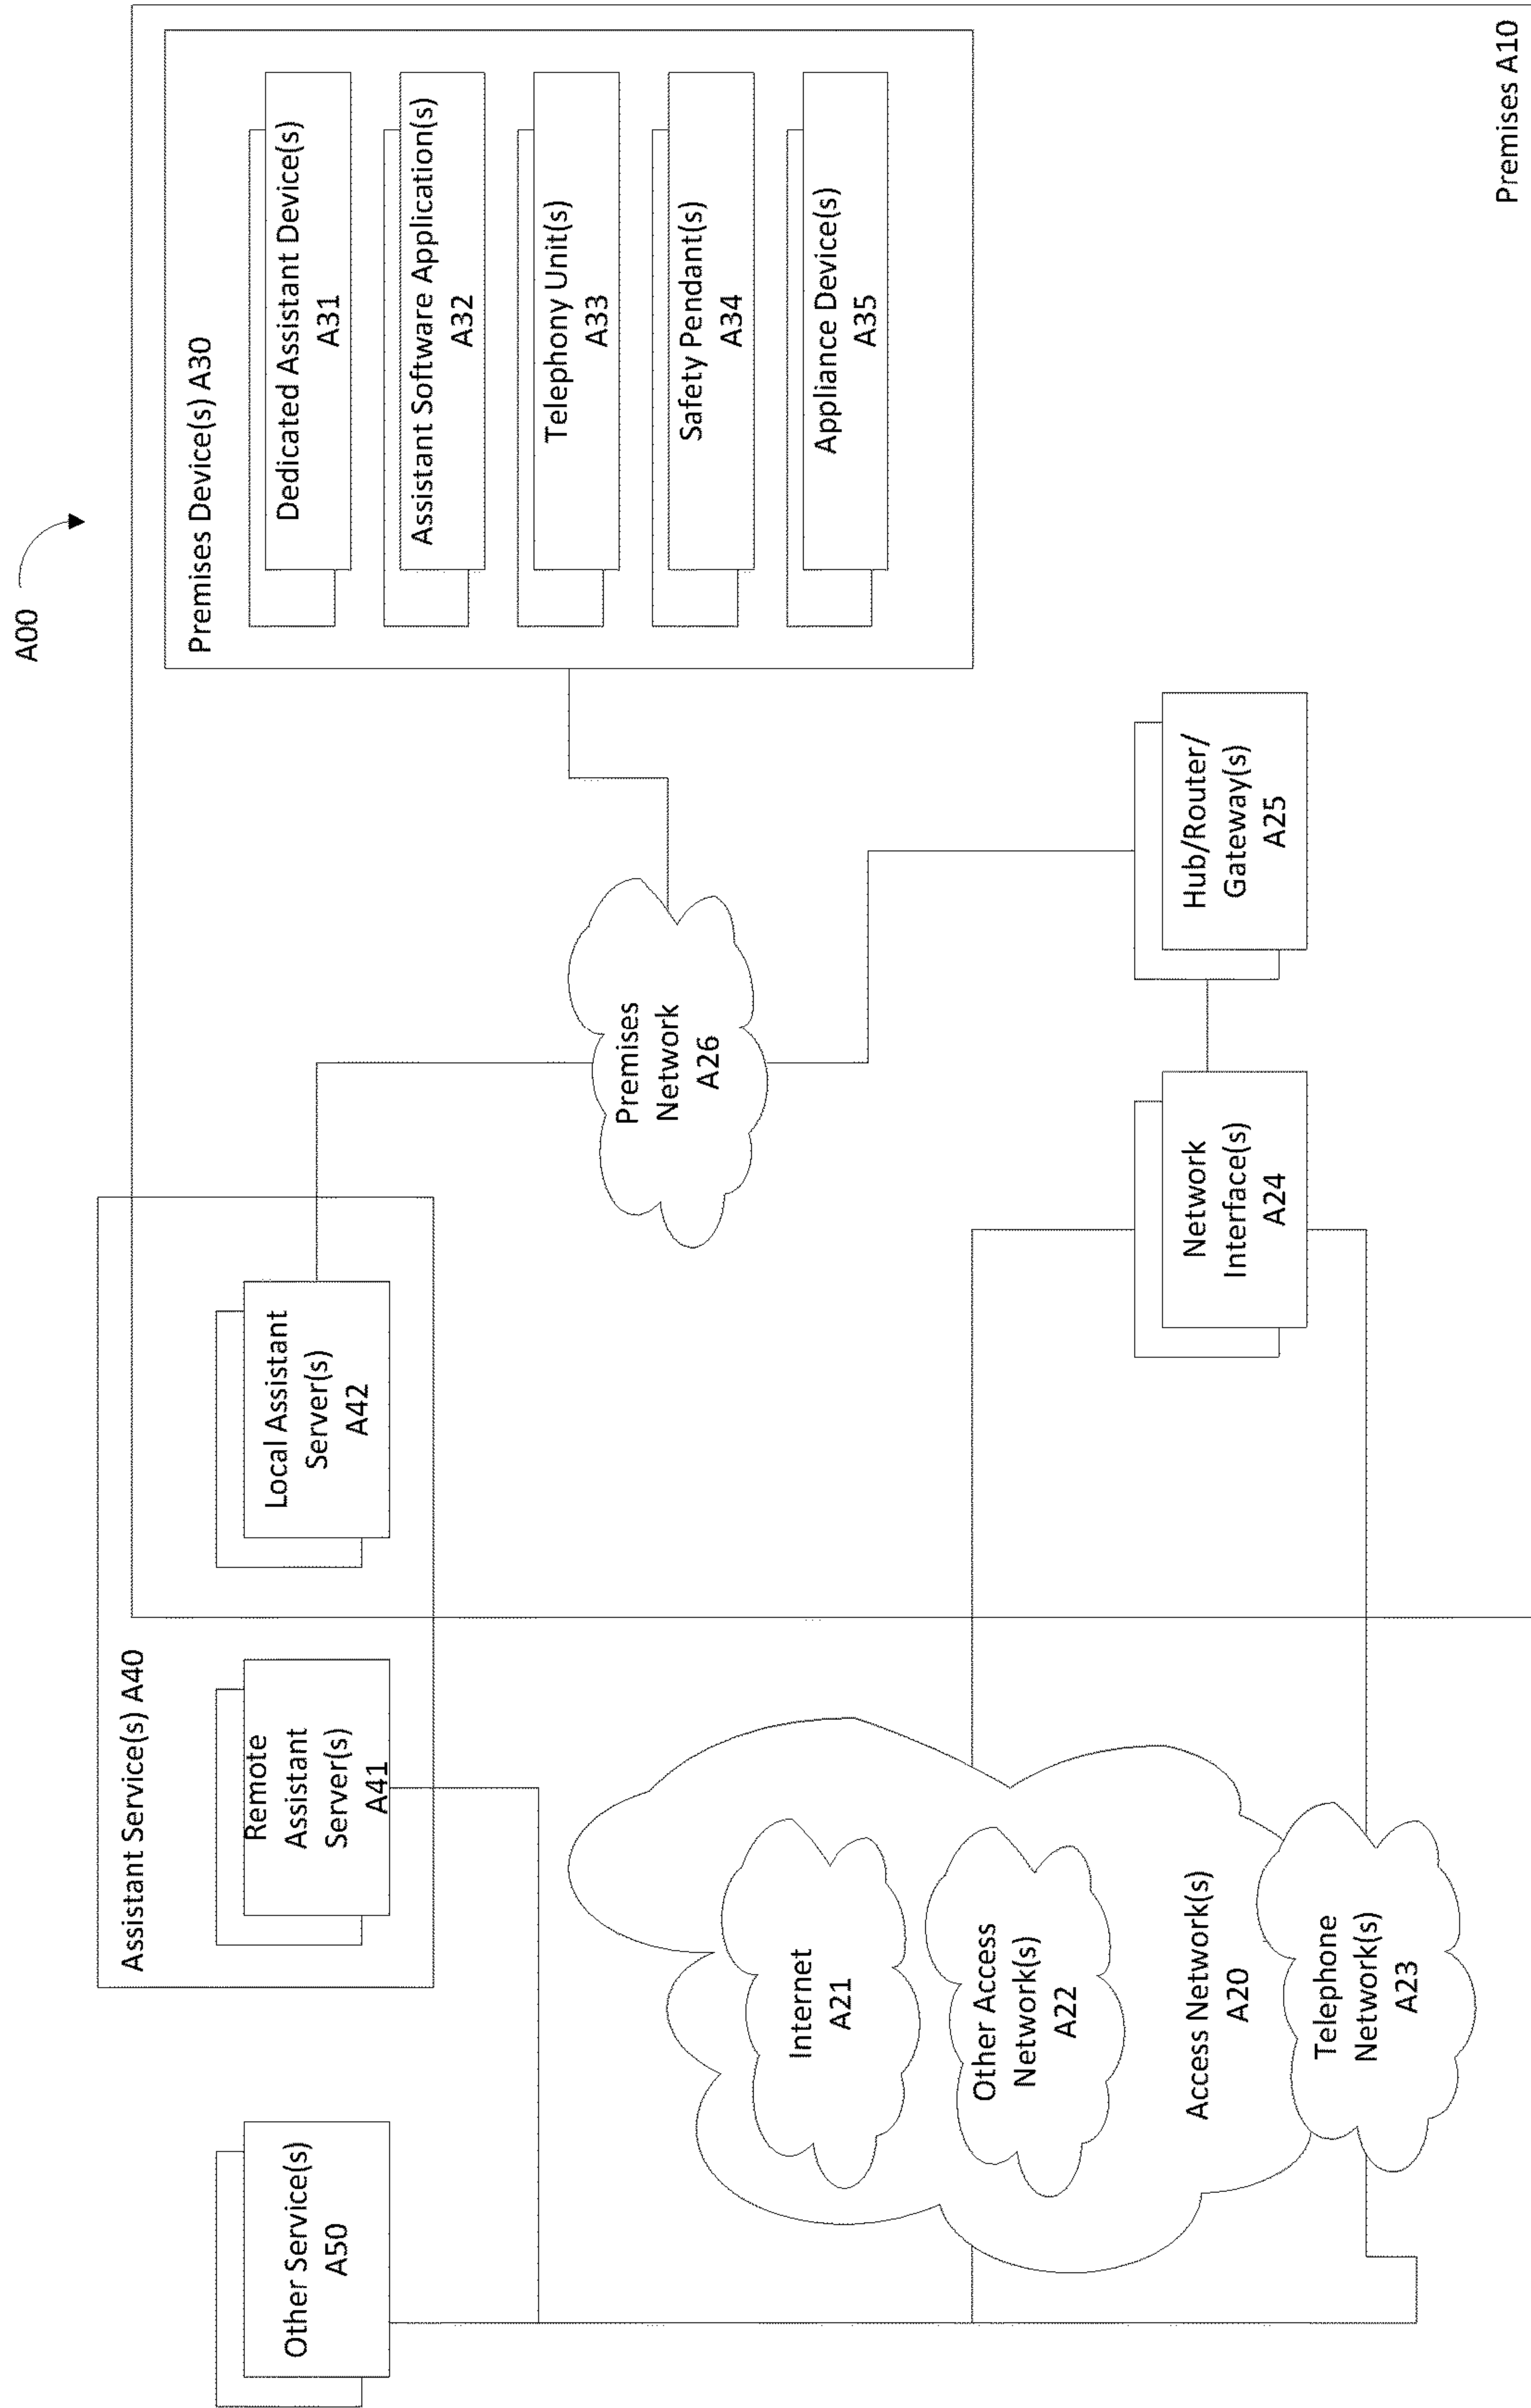 A00
Other Service(s)
A50
Assistant Service(s) A40
Remote
Assistant
Server(s)
A41
Local Assistant
Server(s)
A42
Premises Device(s) A30
Dedicated Assistant Device(s)
A31
Assistant Software Application(s)
A32
Telephony Unit(s)
A33
Safety Pendant(s)
A34
Appliance Device(s)
A35
Internet
A21
Other Access
Network(s)
A22
Access Network(s)
A20
Telephone
Network(s)
A23
Premises
Network
A26
Network
Interface(s)
A24
Hub/Router/
Gateway(s)
A25
Premises A10